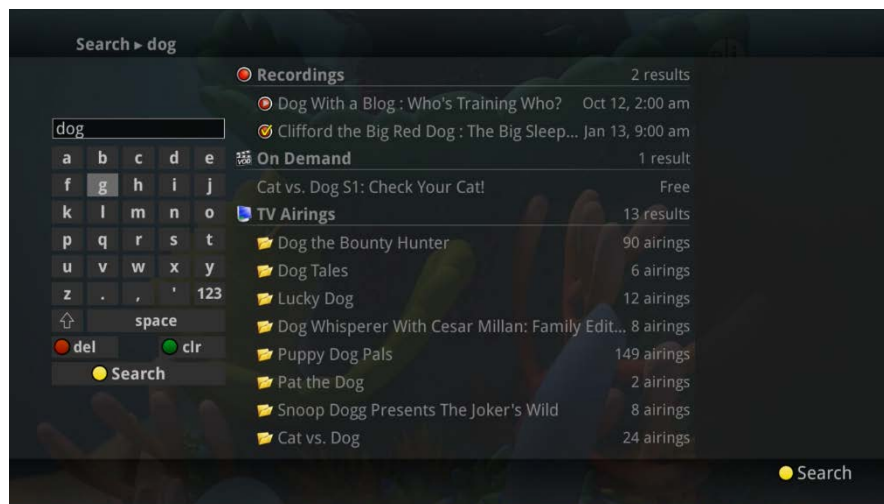 Search ▸ dog
Recordings 2 results
Dog With a Blog : Who's Training Who? Oct 12, 2:00 am
dog
Clifford the Big Red Dog : The Big Sleep... Jan 13, 9:00 am
a b c d e
On Demand 1 result
f g h i j
Cat vs. Dog S1: Check Your Cat! Free
k l m n o
TV Airings 13 results
p q r s t
Dog the Bounty Hunter 90 airings
u v w x y
Dog Tales 6 airings
z . , ' 123
Lucky Dog 12 airings
space
Dog Whisperer With Cesar Millan: Family Edit... 8 airings
del clr
Puppy Dog Pals 149 airings
Search
Pat the Dog 2 airings
Snoop Dogg Presents The Joker's Wild 8 airings
Cat vs. Dog 24 airings
Search